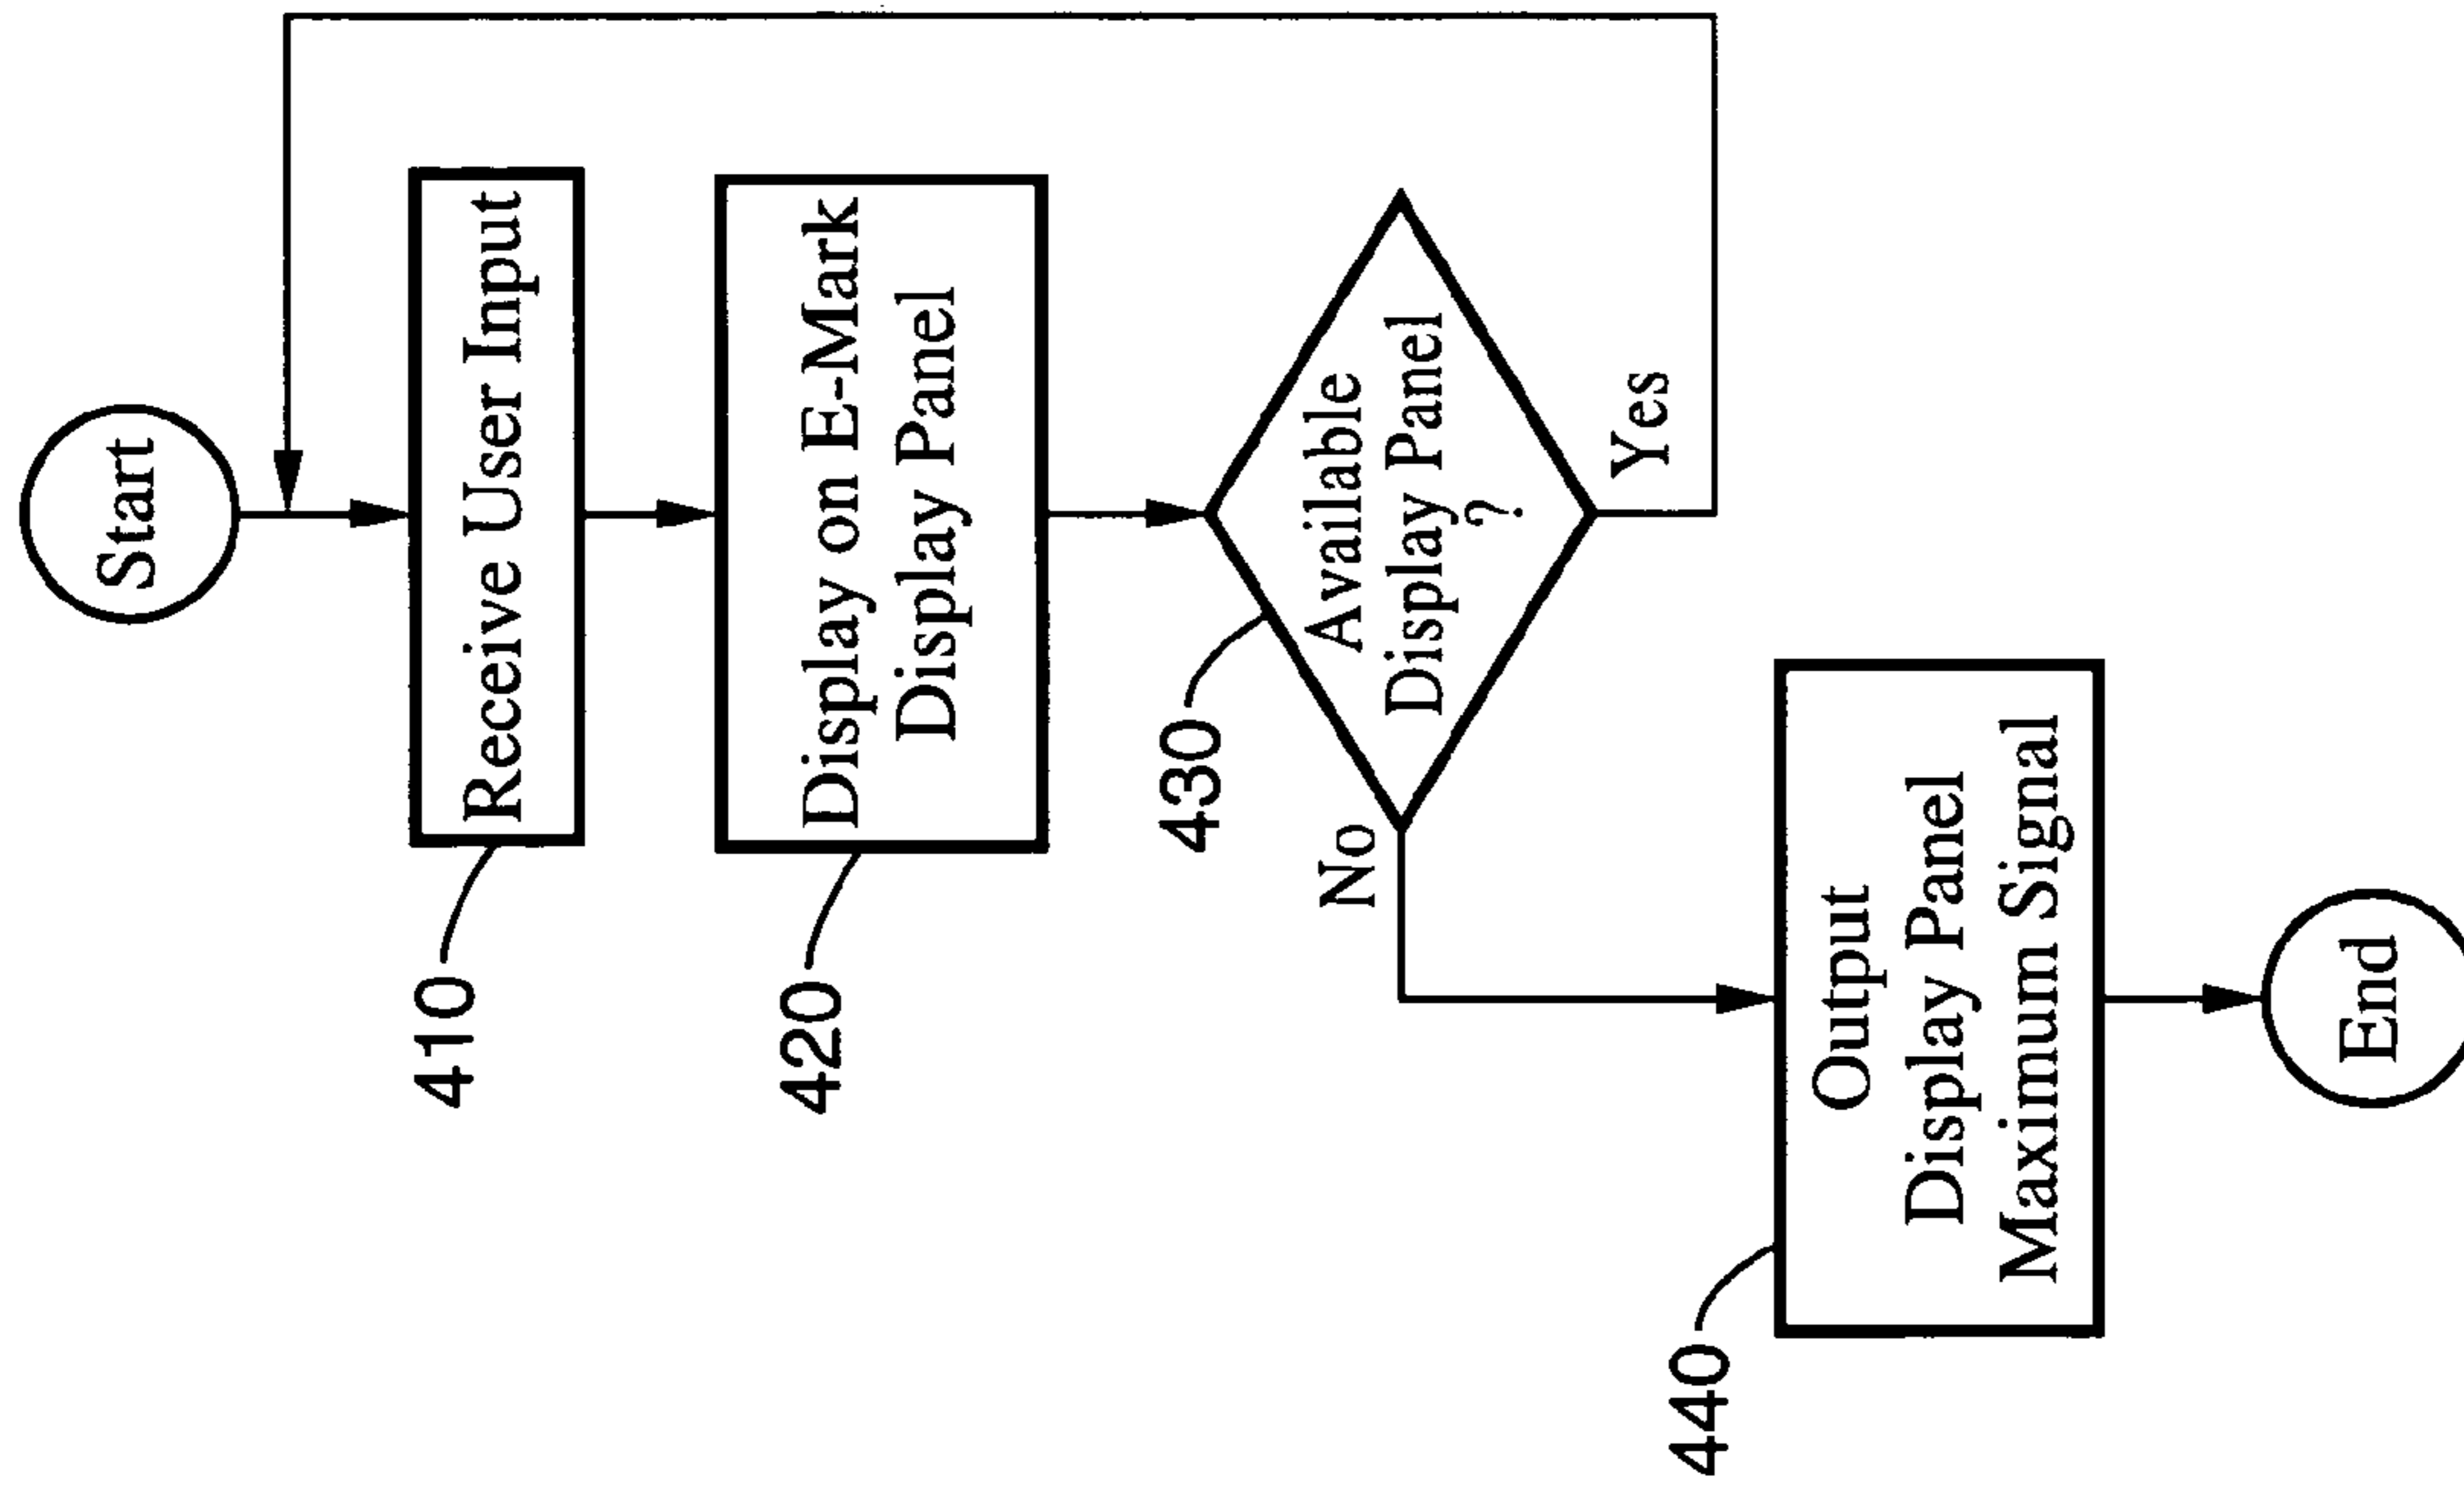 Start
410
Receive User Input
420
Display on E-Mark
Display Panel
430
Available
Display Panel
?
Yes
No
440
Output
Display Panel
Maximum Signal
End